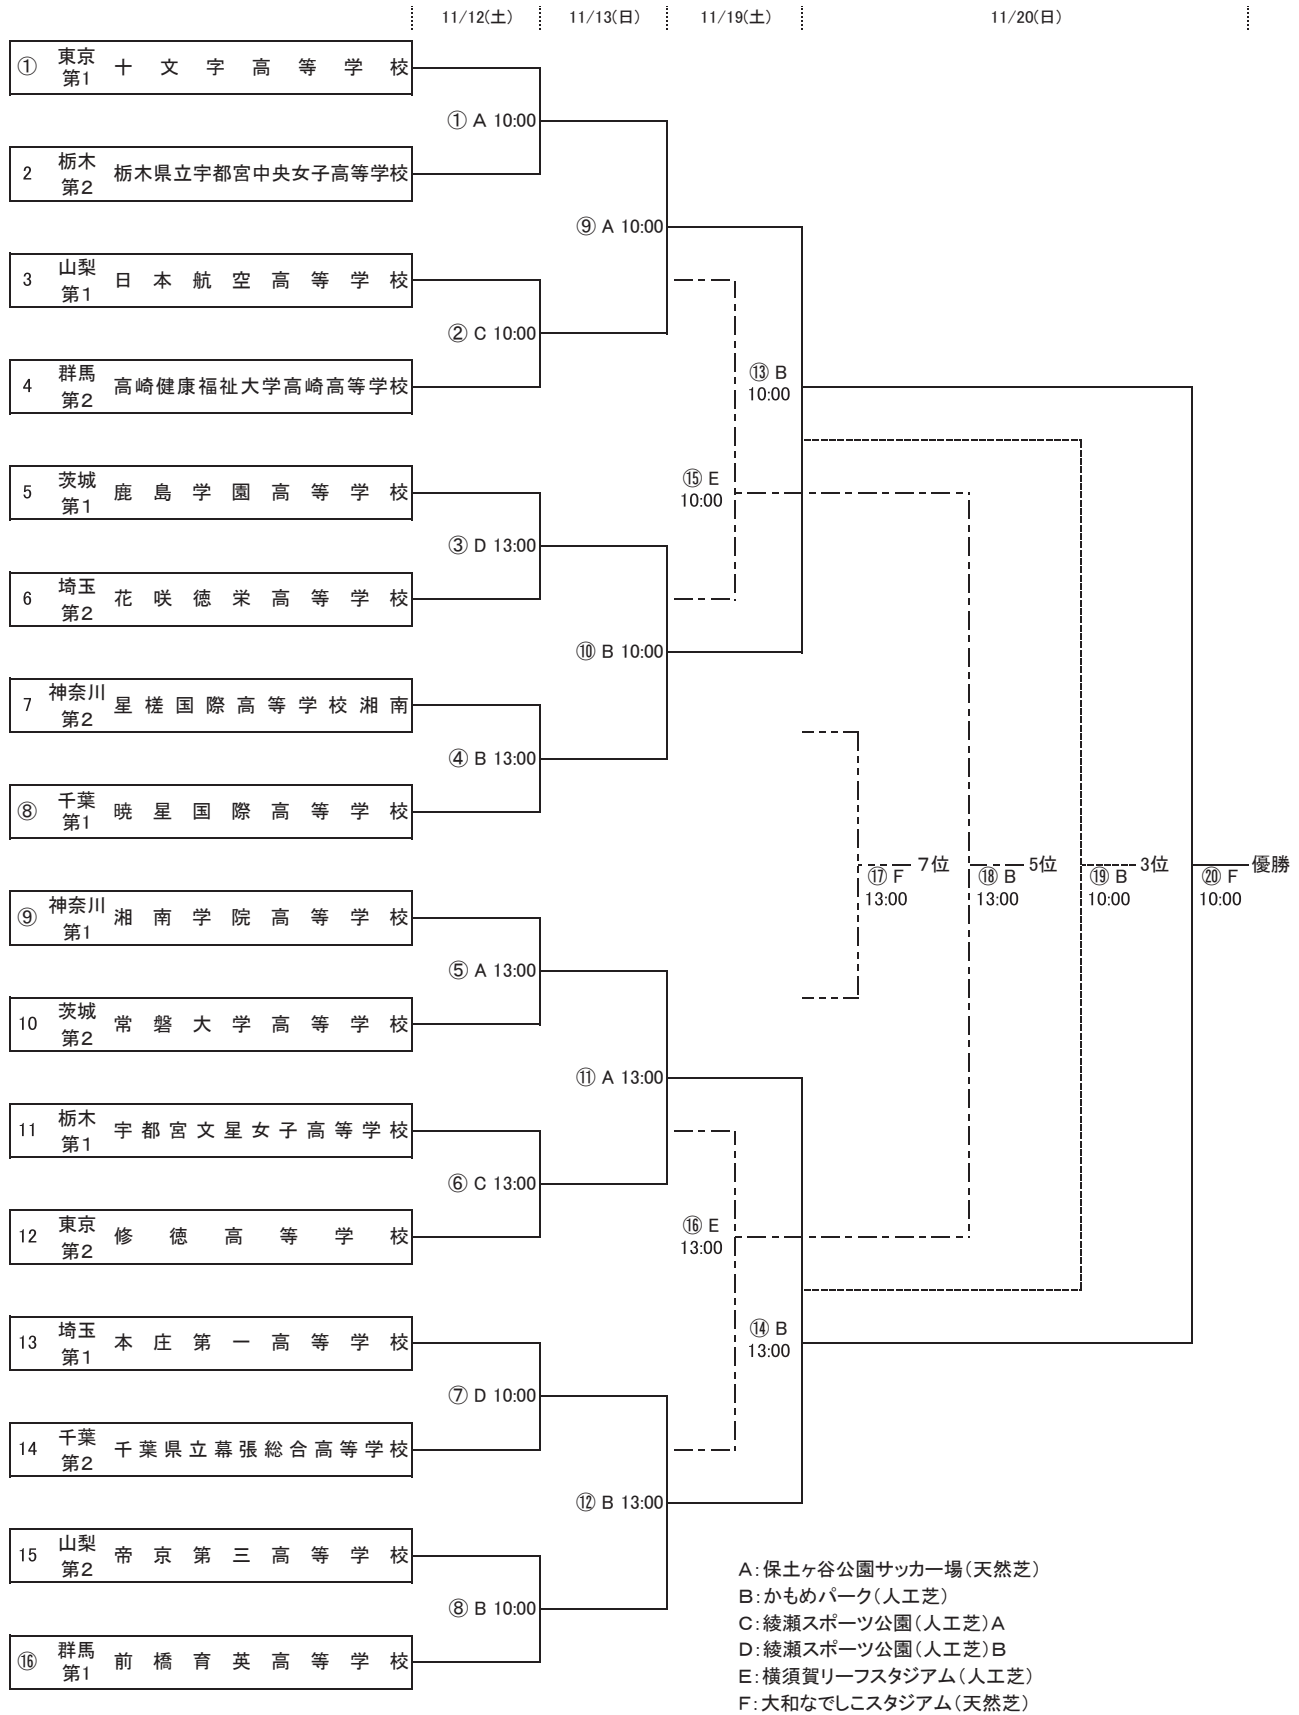 11/12(土) 11/13(日) 11/19(土) 11/20(日)
① 東京第1 十文字高等学校
① A 10:00
2 栃木第2 栃木県立宇都宮中央女子高等学校
⑨ A 10:00
3 山梨第1 日本航空高等学校
② C 10:00
4 群馬第2 高崎健康福祉大学高崎高等学校
⑬ B
10:00
5 茨城第1 鹿島学園高等学校
⑮ E
10:00
③ D 13:00
6 埼玉第2 花咲徳栄高等学校
⑩ B 10:00
7 神奈川第2 星槎国際高等学校湘南
④ B 13:00
⑧ 千葉第1 暁星国際高等学校
⑰ F
13:00
7位
⑱ B
13:00
5位
⑲ B
10:00
3位
⑳ F
10:00
優勝
⑨ 神奈川第1 湘南学院高等学校
⑤ A 13:00
10 茨城第2 常磐大学高等学校
⑪ A 13:00
11 栃木第1 宇都宮文星女子高等学校
⑥ C 13:00
12 東京第2 修徳高等学校
⑯ E
13:00
13 埼玉第1 本庄第一高等学校
⑭ B
13:00
⑦ D 10:00
14 千葉第2 千葉県立幕張総合高等学校
⑫ B 13:00
15 山梨第2 帝京第三高等学校
⑧ B 10:00
⑯ 群馬第1 前橋育英高等学校
A:保土ヶ谷公園サッカー場(天然芝)
B:かもめパーク(人工芝)
C:綾瀬スポーツ公園(人工芝)A
D:綾瀬スポーツ公園(人工芝)B
E:横須賀リーフスタジアム(人工芝)
F:大和なでしこスタジアム(天然芝)